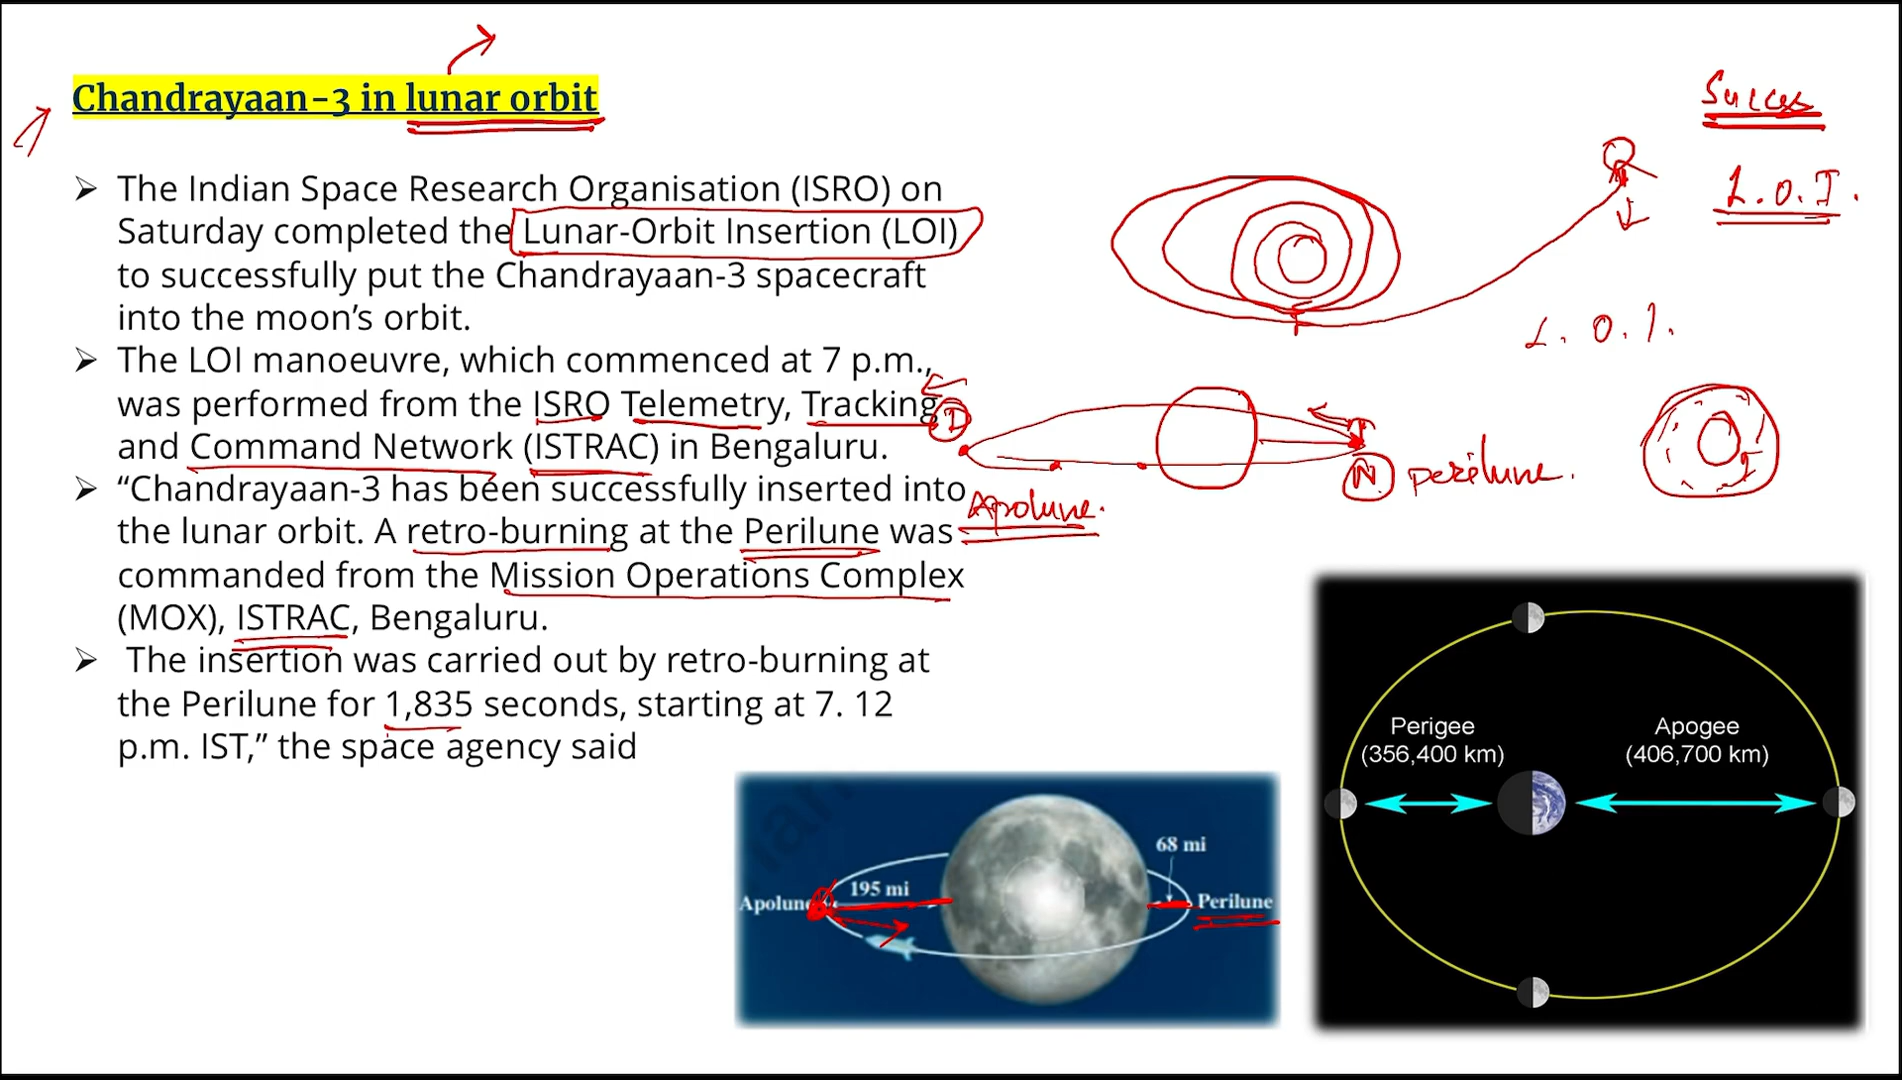 Chandrayaan-3 in lunar orbit
➢ The Indian Space Research Organisation (ISRO) on
Saturday completed the Lunar-Orbit Insertion (LOI)
to successfully put the Chandrayaan-3 spacecraft
into the moon’s orbit.
➢ The LOI manoeuvre, which commenced at 7 p.m.,
was performed from the ISRO Telemetry, Tracking
and Command Network (ISTRAC) in Bengaluru.
➢ “Chandrayaan-3 has been successfully inserted into
the lunar orbit. A retro-burning at the Perilune was
commanded from the Mission Operations Complex
(MOX), ISTRAC, Bengaluru.
➢ The insertion was carried out by retro-burning at
the Perilune for 1,835 seconds, starting at 7. 12
p.m. IST,” the space agency said
Succes
L.O.I.
L.O.I.
N perilune.
Apolune.
Perigee
(356,400 km)
Apogee
(406,700 km)
68 mi
195 mi
Apolune
Perilune